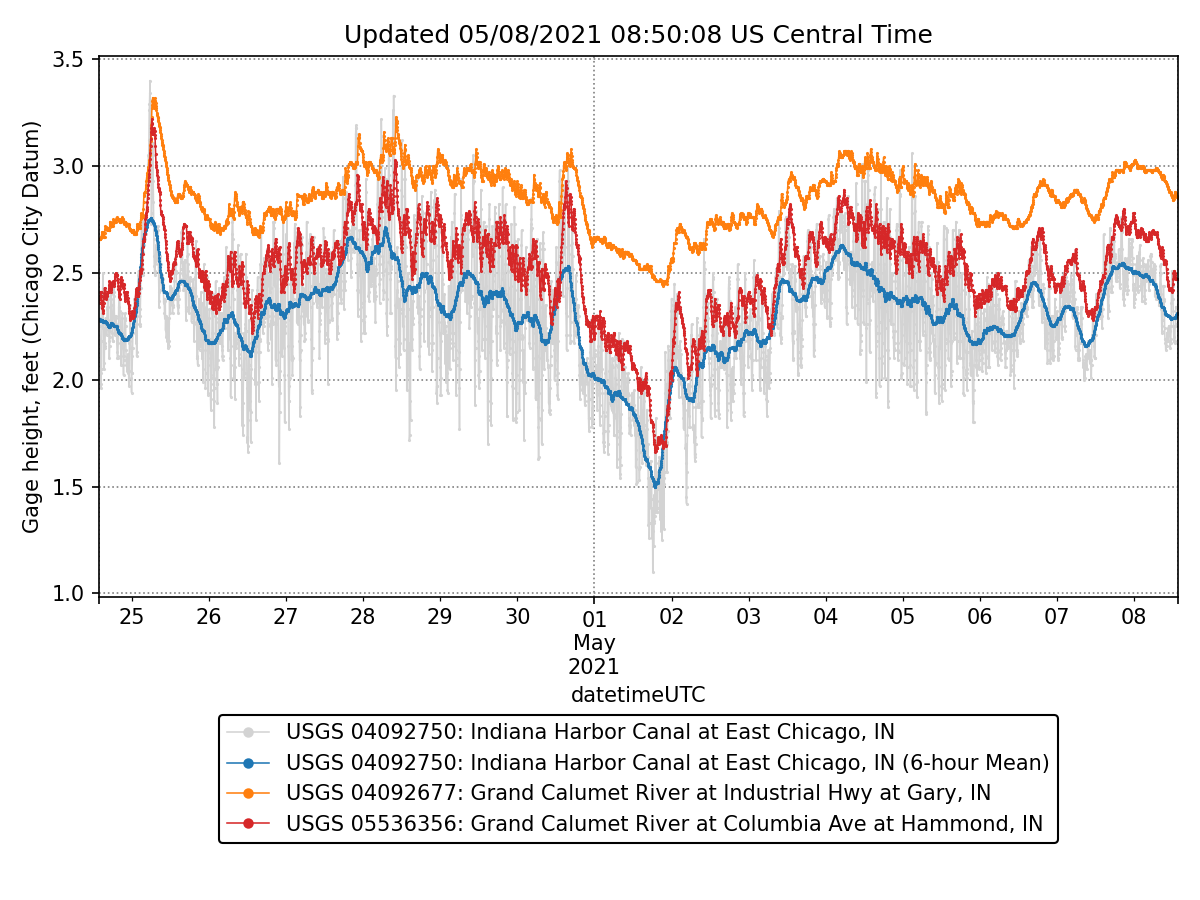 Updated 05/08/2021 08:50:08 US Central Time
Gage height, feet (Chicago City Datum)
3.5
3.0
2.5
2.0
1.5
1.0
25 26 27 28 29 30 01 02 03 04 05 06 07 08
May
2021
datetimeUTC
USGS 04092750: Indiana Harbor Canal at East Chicago, IN
USGS 04092750: Indiana Harbor Canal at East Chicago, IN (6-hour Mean)
USGS 04092677: Grand Calumet River at Industrial Hwy at Gary, IN
USGS 05536356: Grand Calumet River at Columbia Ave at Hammond, IN